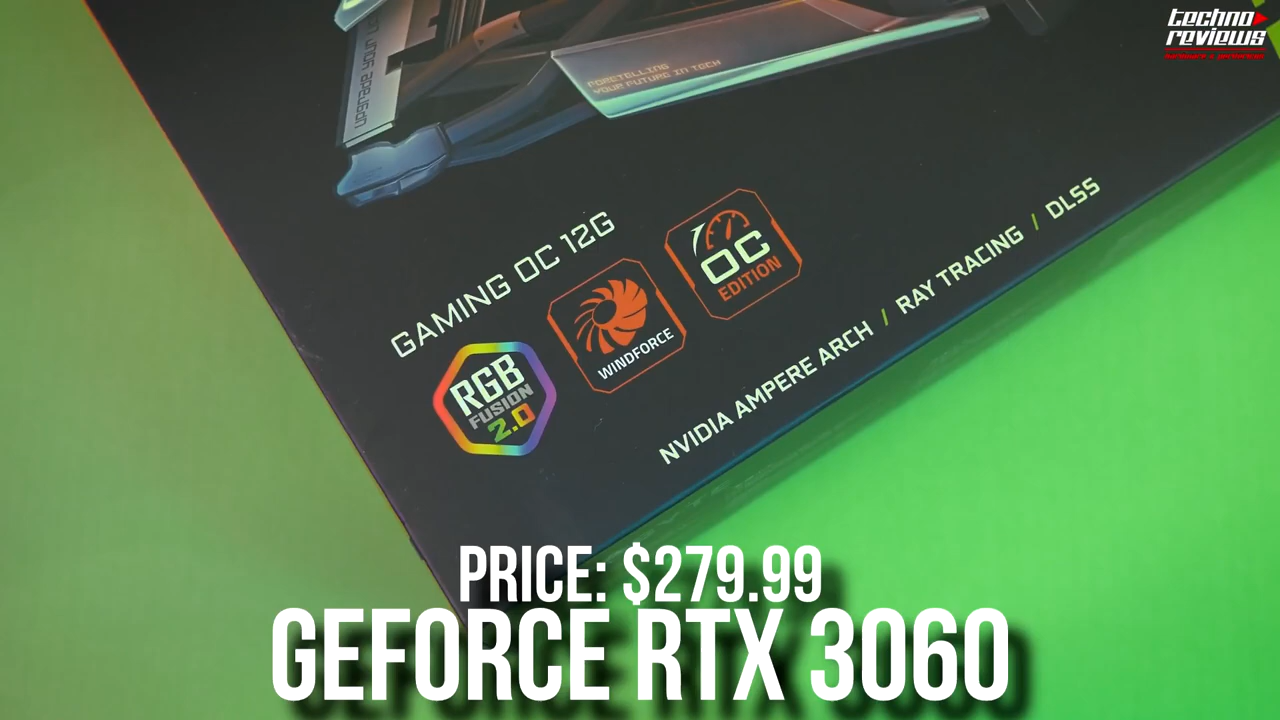 techno
reviews
FORETELLING
YOUR FUTURE IN TECH
GAMING OC 12G
RGB
FUSION
2.0
WINDFORCE
OC
EDITION
NVIDIA AMPERE ARCH / RAY TRACING / DLSS
PRICE: $279.99
GEFORCE RTX 3060